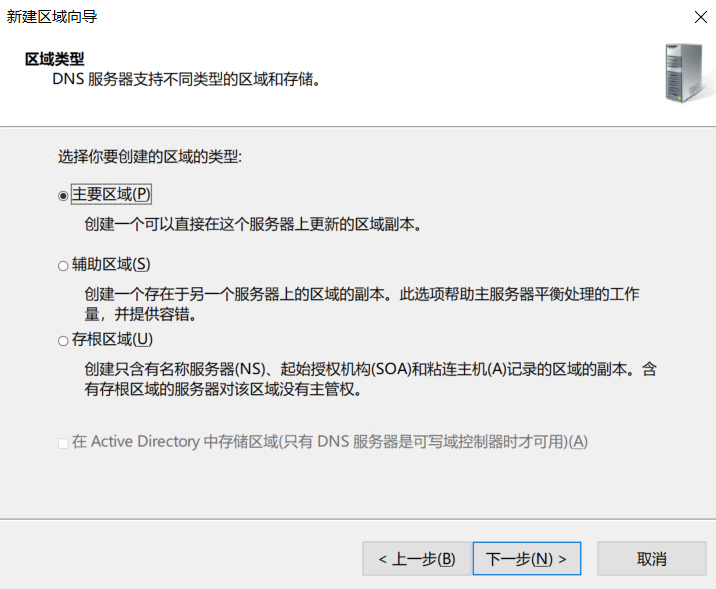 新建区域向导
区域类型
DNS 服务器支持不同类型的区域和存储。
选择你要创建的区域的类型:
主要区域(P)
创建一个可以直接在这个服务器上更新的区域副本。
辅助区域(S)
创建一个存在于另一个服务器上的区域的副本。此选项帮助主服务器平衡处理的工作
量，并提供容错。
存根区域(U)
创建只含有名称服务器(NS)、起始授权机构(SOA)和粘连主机(A)记录的区域的副本。含
有存根区域的服务器对该区域没有主管权。
在 Active Directory 中存储区域(只有 DNS 服务器是可写域控制器时才可用)(A)
< 上一步(B) 下一步(N) > 取消